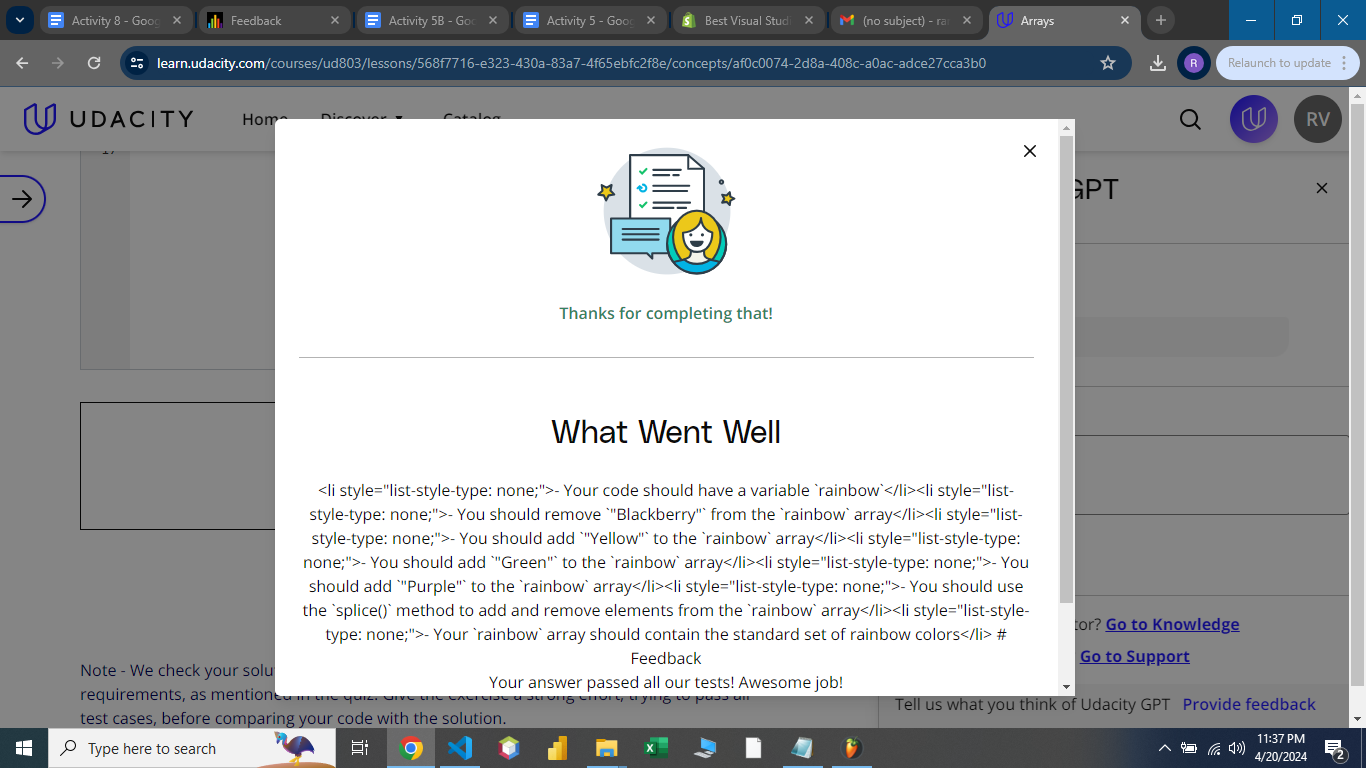 Activity 8 - Goog
Feedback
Activity 5B - Goo
Activity 5 - Goog
Best Visual Studi
(no subject) - rar
Arrays
learn.udacity.com/courses/ud803/lessons/568f7716-e323-430a-83a7-4f65ebfc2f8e/concepts/af0c0074-2d8a-408c-a0ac-adce27cca3b0
R
Relaunch to update
UDACITY
Home
Discover
Catalog
RV
17
GPT
Thanks for completing that!
What Went Well
<li style="list-style-type: none;">- Your code should have a variable `rainbow`</li><li style="list-
style-type: none;">- You should remove `"Blackberry"` from the `rainbow` array</li><li style="list-
style-type: none;">- You should add `"Yellow"` to the `rainbow` array</li><li style="list-style-type:
none;">- You should add `"Green"` to the `rainbow` array</li><li style="list-style-type: none;">- You
should add `"Purple"` to the `rainbow` array</li><li style="list-style-type: none;">- You should use
the `splice()` method to add and remove elements from the `rainbow` array</li><li style="list-style-
type: none;">- Your `rainbow` array should contain the standard set of rainbow colors</li> #
Feedback
Your answer passed all our tests! Awesome job!
tor? Go to Knowledge
Go to Support
Note - We check your solu
requirements, as mentioned in the quiz. Give the exercise a strong effort, trying to pass all
test cases, before comparing your code with the solution.
Tell us what you think of Udacity GPT Provide feedback
Type here to search
11:37 PM
4/20/2024
2